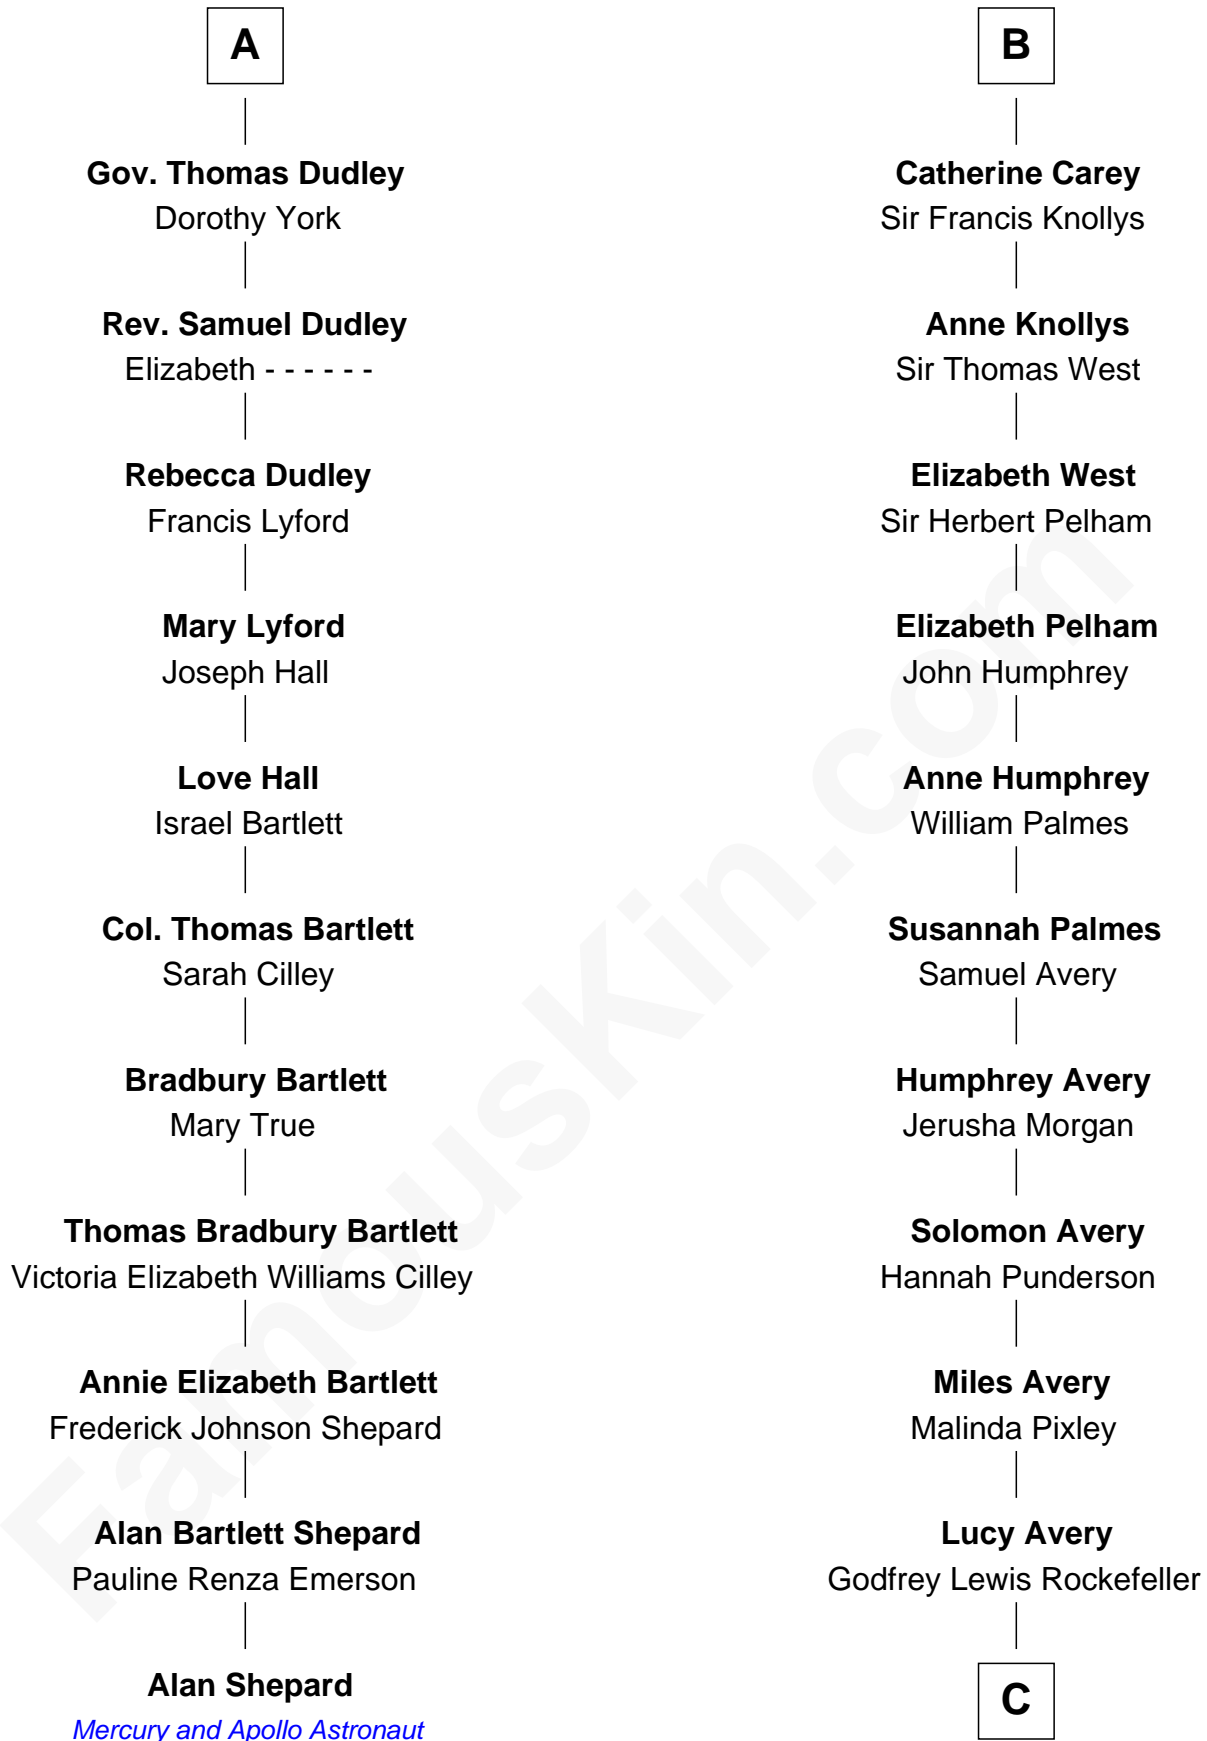 A
Gov. Thomas Dudley
Dorothy York
Rev. Samuel Dudley
Elizabeth - - - - - -
Rebecca Dudley
Francis Lyford
Mary Lyford
Joseph Hall
Love Hall
Israel Bartlett
Col. Thomas Bartlett
Sarah Cilley
Bradbury Bartlett
Mary True
Thomas Bradbury Bartlett
Victoria Elizabeth Williams Cilley
Annie Elizabeth Bartlett
Frederick Johnson Shepard
Alan Bartlett Shepard
Pauline Renza Emerson
Alan Shepard
Mercury and Apollo Astronaut
B
Catherine Carey
Sir Francis Knollys
Anne Knollys
Sir Thomas West
Elizabeth West
Sir Herbert Pelham
Elizabeth Pelham
John Humphrey
Anne Humphrey
William Palmes
Susannah Palmes
Samuel Avery
Humphrey Avery
Jerusha Morgan
Solomon Avery
Hannah Punderson
Miles Avery
Malinda Pixley
Lucy Avery
Godfrey Lewis Rockefeller
C
FamousKin.com